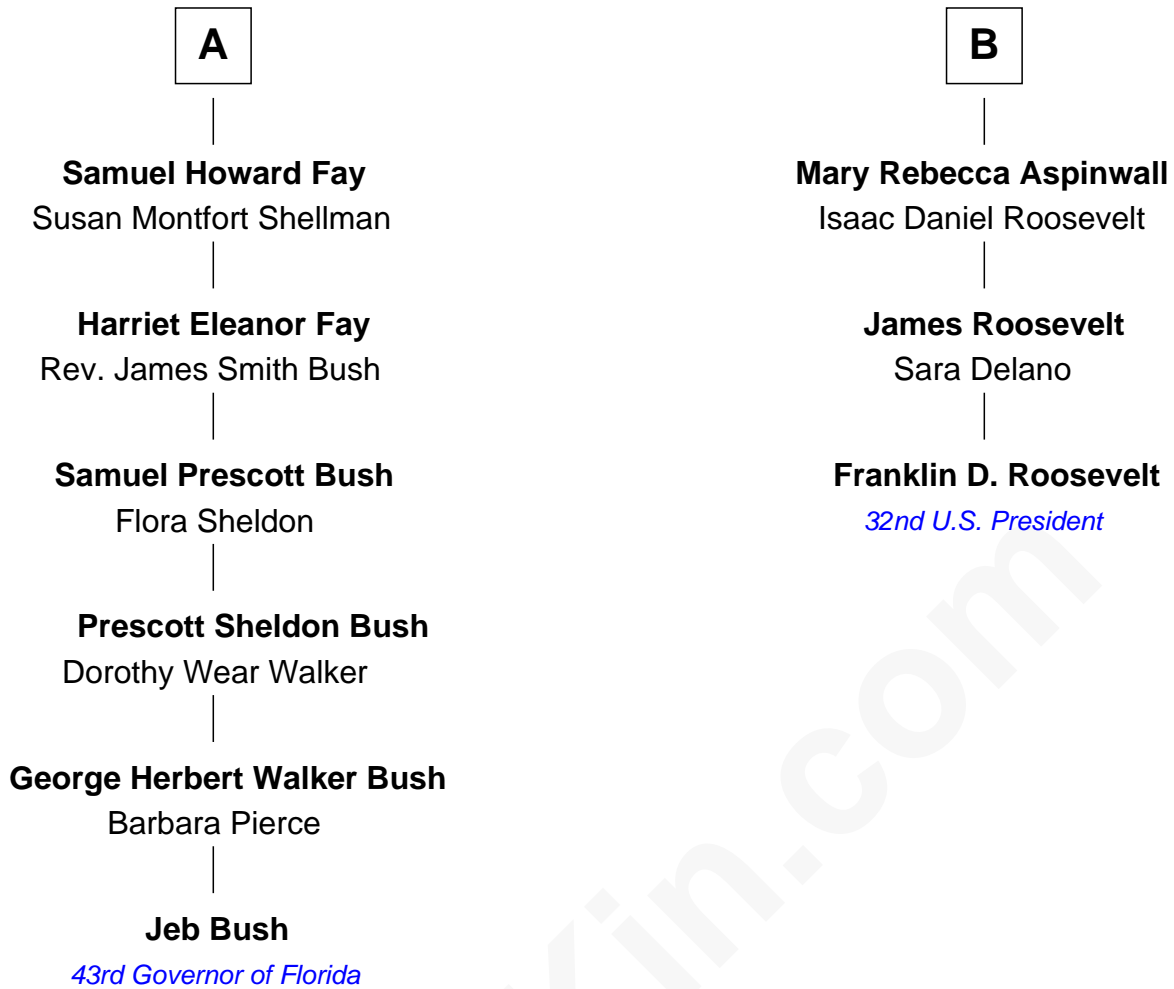 A
Samuel Howard Fay
Susan Montfort Shellman
Harriet Eleanor Fay
Rev. James Smith Bush
Samuel Prescott Bush
Flora Sheldon
Prescott Sheldon Bush
Dorothy Wear Walker
George Herbert Walker Bush
Barbara Pierce
Jeb Bush
43rd Governor of Florida
B
Mary Rebecca Aspinwall
Isaac Daniel Roosevelt
James Roosevelt
Sara Delano
Franklin D. Roosevelt
32nd U.S. President
in.com